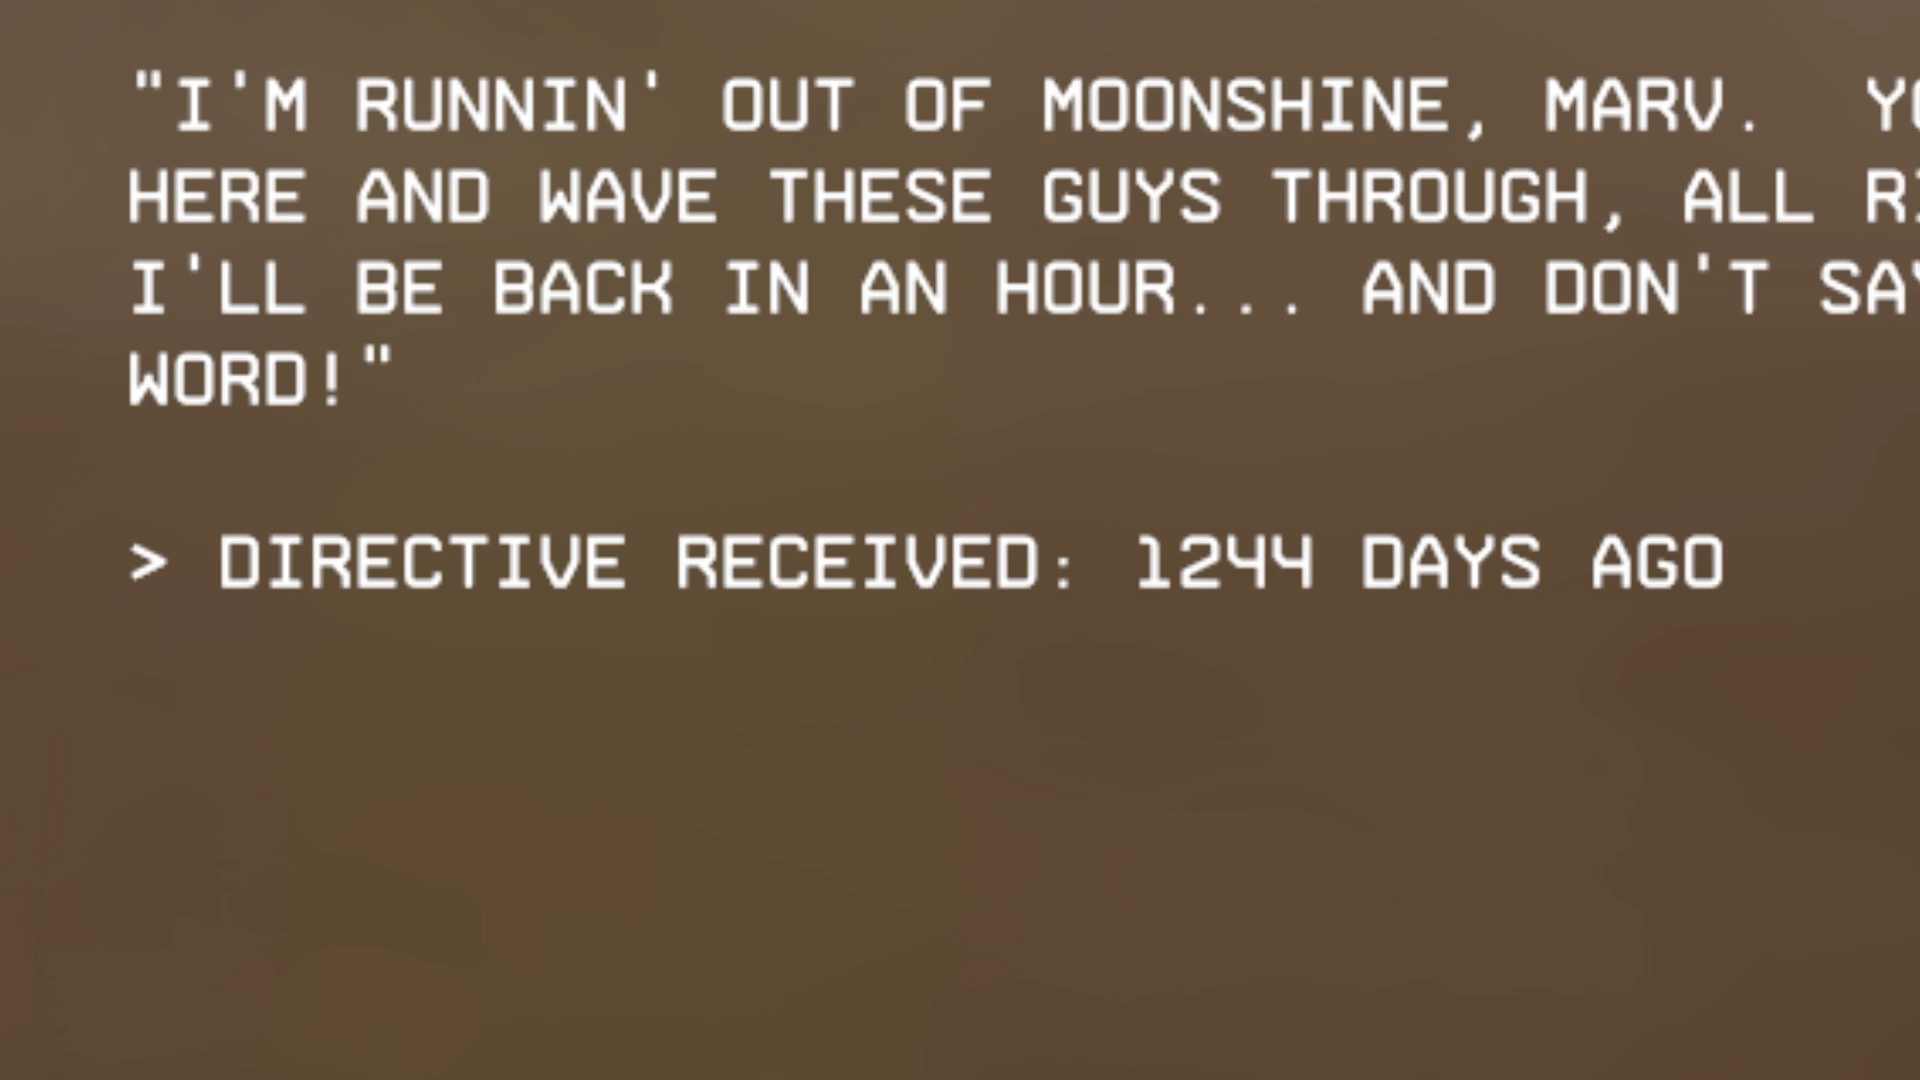 "I'M RUNNIN' OUT OF MOONSHINE, MARV.  
HERE AND WAVE THESE GUYS THROUGH, ALL
I'LL BE BACK IN AN HOUR... AND DON'T SAY
WORD!"
> DIRECTIVE RECEIVED: 1244 DAYS AGO